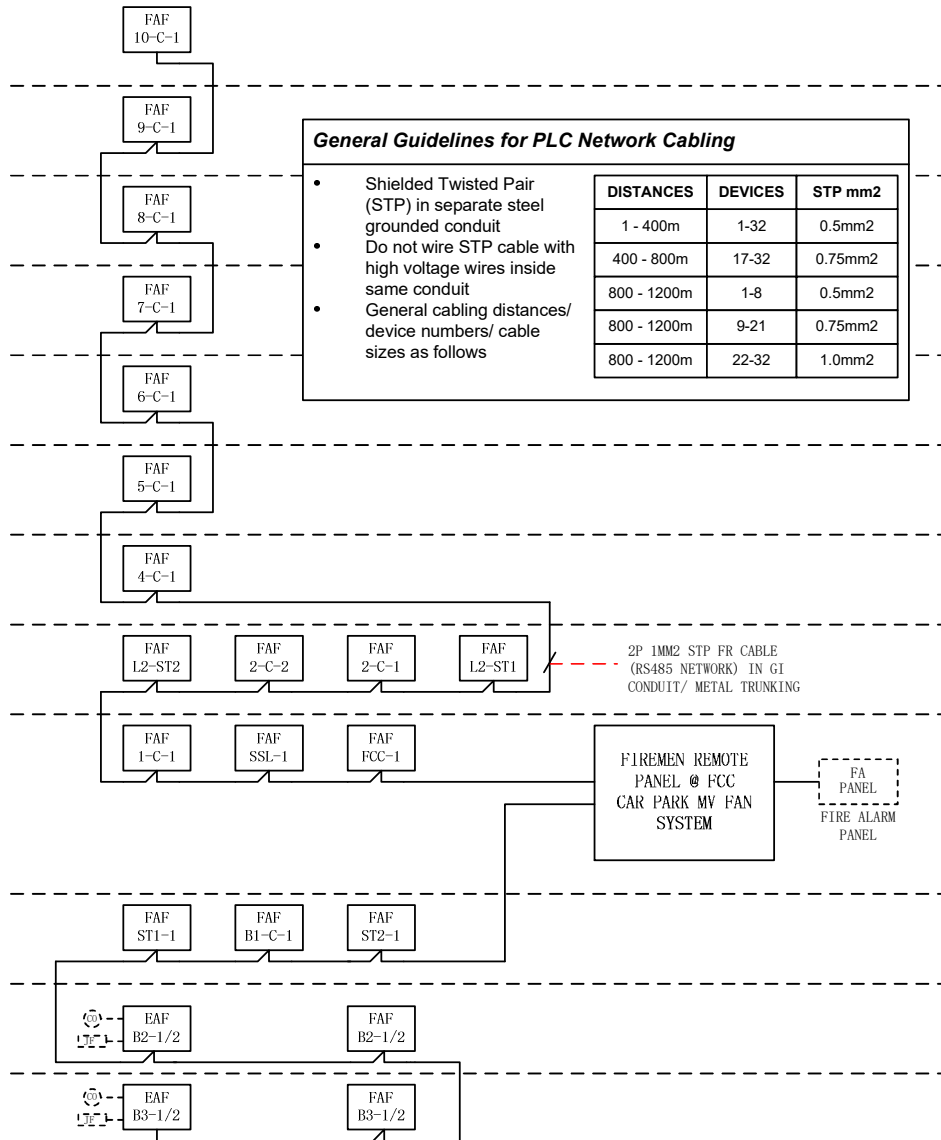 FAF
10-C-1
FAF
9-C-1
General Guidelines for PLC Network Cabling
• Shielded Twisted Pair
(STP) in separate steel
grounded conduit
• Do not wire STP cable with
high voltage wires inside
same conduit
• General cabling distances/
device numbers/ cable
sizes as follows
DISTANCES DEVICES STP mm2
1 - 400m 1-32 0.5mm2
400 - 800m 17-32 0.75mm2
800 - 1200m 1-8 0.5mm2
800 - 1200m 9-21 0.75mm2
800 - 1200m 22-32 1.0mm2
FAF
8-C-1
FAF
7-C-1
FAF
6-C-1
FAF
5-C-1
FAF
4-C-1
FAF
L2-ST2
FAF
2-C-2
FAF
2-C-1
FAF
L2-ST1
2P 1MM2 STP FR CABLE
(RS485 NETWORK) IN GI
CONDUIT/ METAL TRUNKING
FAF
1-C-1
FAF
SSL-1
FAF
FCC-1
FIREMEN REMOTE
PANEL @ FCC
CAR PARK MV FAN
SYSTEM
FA
PANEL
FIRE ALARM
PANEL
FAF
ST1-1
FAF
B1-C-1
FAF
ST2-1
CO
JF
EAF
B2-1/2
FAF
B2-1/2
CO
JF
EAF
B3-1/2
FAF
B3-1/2